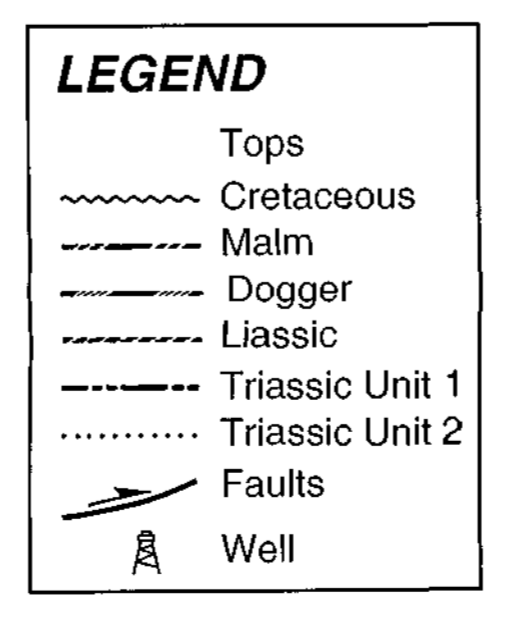 LEGEND
Tops
Cretaceous
Malm
Dogger
Liassic
Triassic Unit 1
Triassic Unit 2
Faults
Well